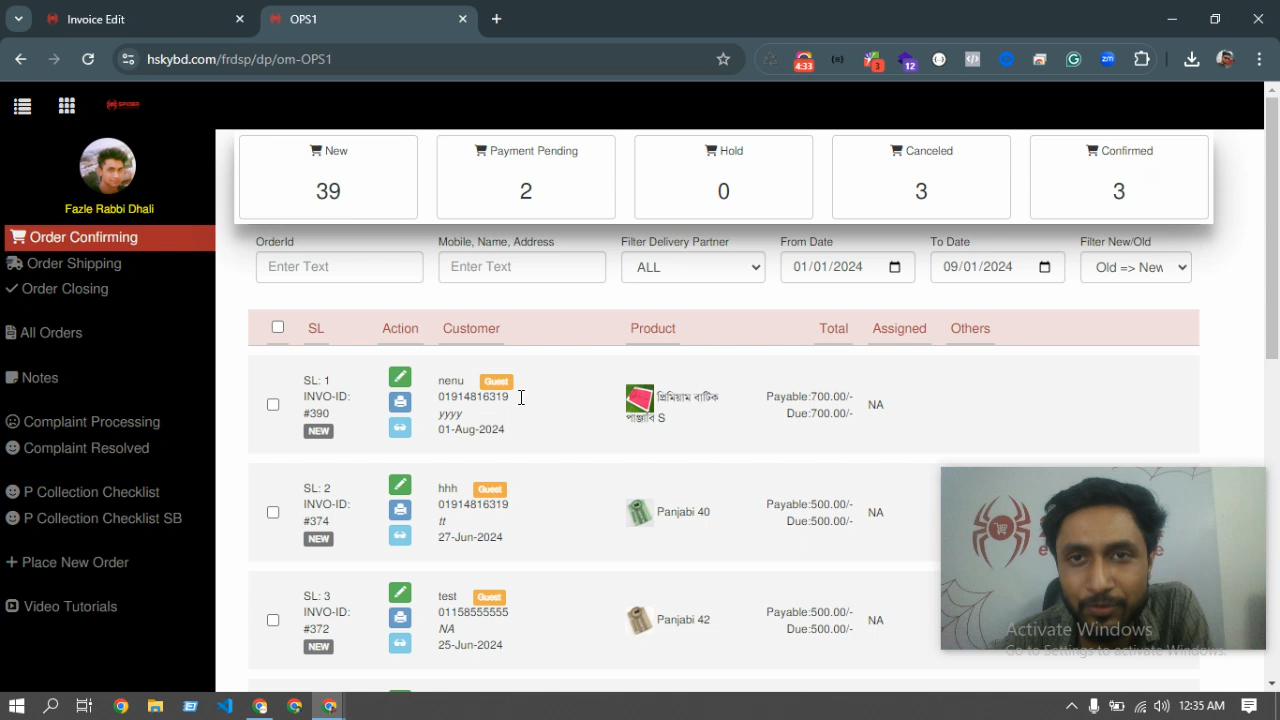 Invoice Edit
OPS1
hskybd.com/frdsp/dp/om-OPS1
4:33
3
12
zm
SPIDER
Fazle Rabbi Dhali
Order Confirming
Order Shipping
Order Closing
All Orders
Notes
Complaint Processing
Complaint Resolved
P Collection Checklist
P Collection Checklist SB
Place New Order
Video Tutorials
New
39
Payment Pending
2
Hold
0
Canceled
3
Confirmed
3
OrderId
Enter Text
Mobile, Name, Address
Enter Text
Filter Delivery Partner
ALL
From Date
01/01/2024
To Date
09/01/2024
Filter New/Old
Old => New
SL Action Customer Product Total Assigned Others
SL: 1
INVO-ID:
#390
NEW
nenu Guest
01914816319
yyyy
01-Aug-2024
প্রিমিয়াম বাটিক
পাঞ্জাবি S
Payable:700.00/-
Due:700.00/-
NA
SL: 2
INVO-ID:
#374
NEW
hhh Guest
01914816319
tt
27-Jun-2024
Panjabi 40
Payable:500.00/-
Due:500.00/-
NA
SL: 3
INVO-ID:
#372
NEW
test Guest
01158555555
NA
25-Jun-2024
Panjabi 42
Payable:500.00/-
Due:500.00/-
NA
Activate Windows
Go to Settings to activate Windows.
12:35 AM